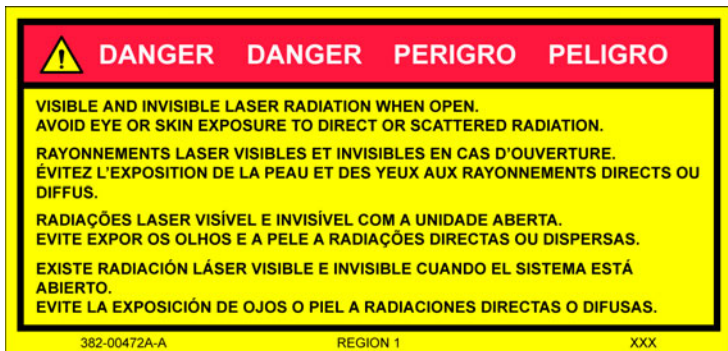 DANGER DANGER PERIGRO PELIGRO
VISIBLE AND INVISIBLE LASER RADIATION WHEN OPEN.
AVOID EYE OR SKIN EXPOSURE TO DIRECT OR SCATTERED RADIATION.
RAYONNEMENTS LASER VISIBLES ET INVISIBLES EN CAS D'OUVERTURE.
ÉVITEZ L'EXPOSITION DE LA PEAU ET DES YEUX AUX RAYONNEMENTS DIRECTS OU
DIFFUS.
RADIAÇÕES LASER VISÍVEL E INVISÍVEL COM A UNIDADE ABERTA.
EVITE EXPOR OS OLHOS E A PELE A RADIAÇÕES DIRECTAS OU DISPERSAS.
EXISTE RADIACIÓN LÁSER VISIBLE E INVISIBLE CUANDO EL SISTEMA ESTÁ
ABIERTO.
EVITE LA EXPOSICIÓN DE OJOS O PIEL A RADIACIONES DIRECTAS O DIFUSAS.
382-00472A-A REGION 1 XXX